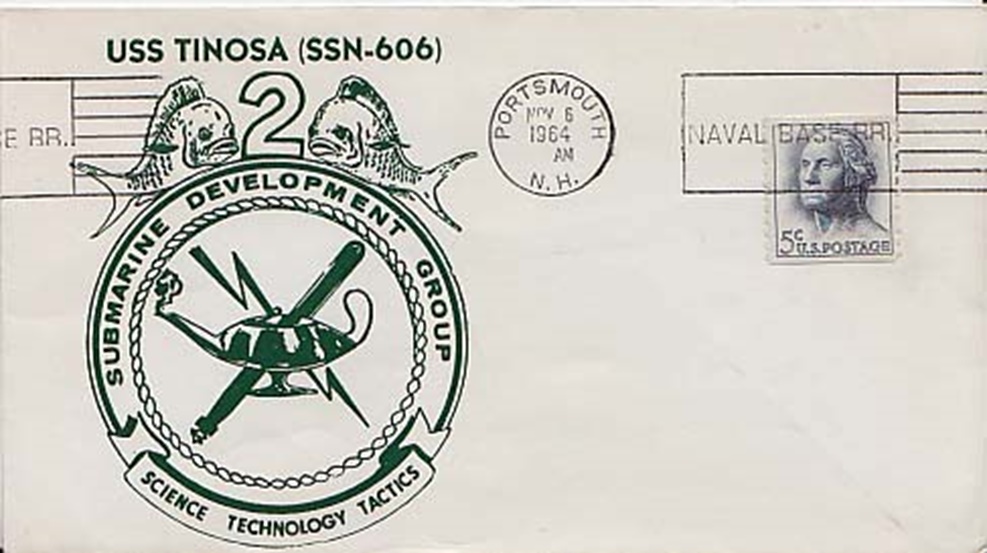 USS TINOSA (SSN-606)
2
SUBMARINE DEVELOPMENT GROUP
SCIENCE TECHNOLOGY TACTICS
E BR.
PORTSMOUTH
NOV 6
1964
AM
N.H.
NAVAL BASE BR.
5c U.S. POSTAGE